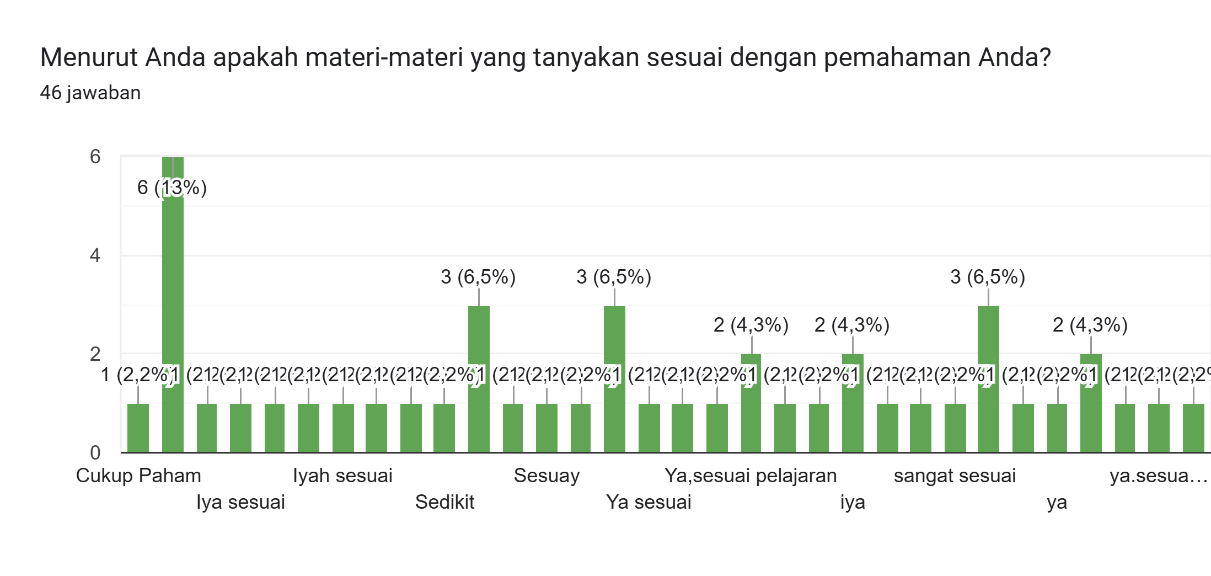 Menurut Anda apakah materi-materi yang tanyakan sesuai dengan pemahaman Anda?
46 jawaban
6
6 (13%)
4
3 (6,5%) 3 (6,5%) 3 (6,5%)
2 (4,3%) 2 (4,3%) 2 (4,3%)
2
1 (2,2%)
0
Cukup Paham Iyah sesuai Sesuay Ya,sesuai pelajaran sangat sesuai ya.sesua…
Iya sesuai Sedikit Ya sesuai iya ya